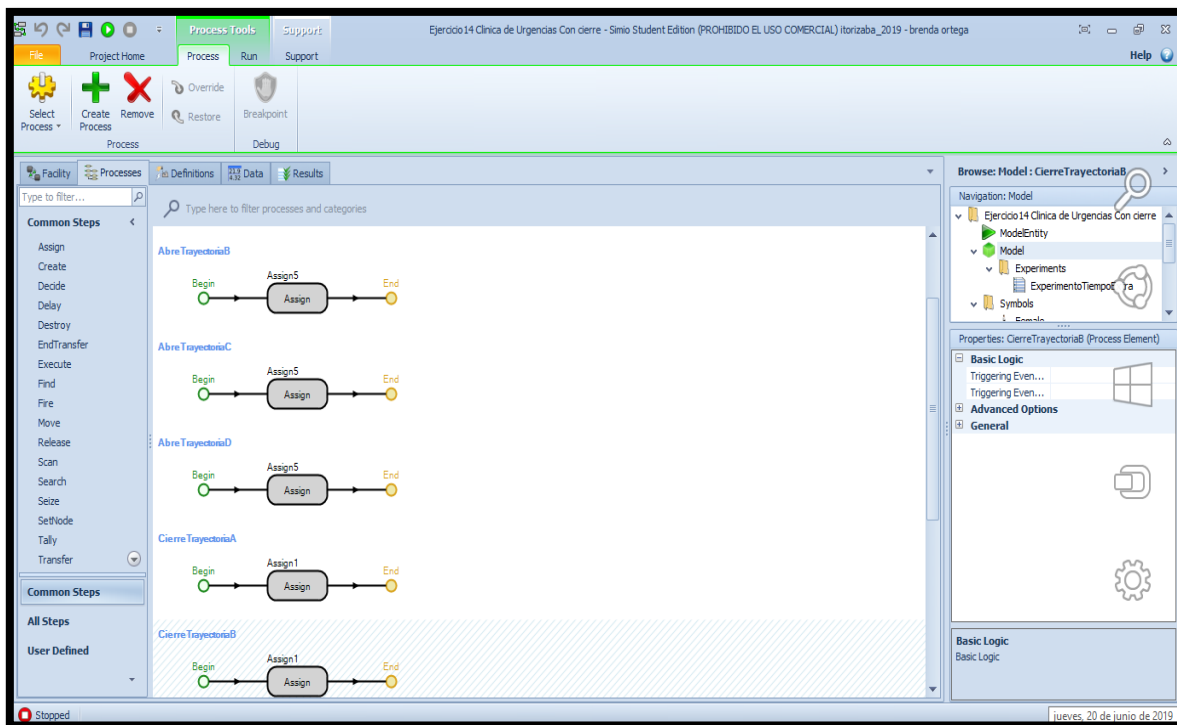 Process Tools
Support
Ejercicio14 Clinica de Urgencias Con cierre - Simio Student Edition (PROHIBIDO EL USO COMERCIAL) itorizaba_2019 - brenda ortega
File
Project Home
Process
Run
Support
Help
Select Process
Create Process
Remove
Override
Restore
Breakpoint
Process
Debug
Facility
Processes
Definitions
Data
Results
Type to filter...
Common Steps
Assign
Create
Decide
Delay
Destroy
EndTransfer
Execute
Find
Fire
Move
Release
Scan
Search
Seize
SetNode
Tally
Transfer
Common Steps
All Steps
User Defined
Type here to filter processes and categories
AbreTrayectoriaB
Begin
Assign5
Assign
End
AbreTrayectoriaC
Begin
Assign5
Assign
End
AbreTrayectoriaD
Begin
Assign5
Assign
End
CierreTrayectoriaA
Begin
Assign1
Assign
End
CierreTrayectoriaB
Begin
Assign1
Assign
End
Browse: Model : CierreTrayectoriaB
Navigation: Model
Ejercicio14 Clinica de Urgencias Con cierre
ModelEntity
Model
Experiments
Symbols
Properties: CierreTrayectoriaB (Process Element)
Basic Logic
Triggering Even...
Triggering Even...
Advanced Options
General
Basic Logic
Basic Logic
Stopped
jueves, 20 de junio de 2019